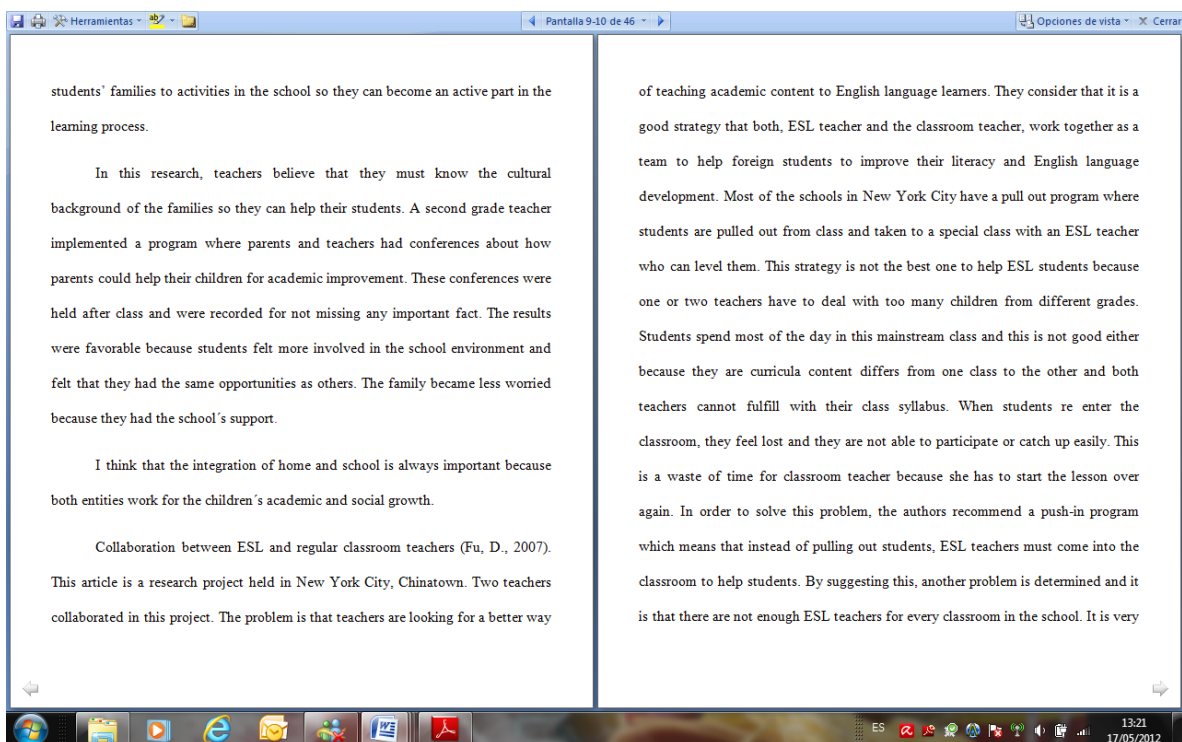 Herramientas
Pantalla 9-10 de 46
Opciones de vista
Cerrar
students’ families to activities in the school so they can become an active part in the
learning process.
In this research, teachers believe that they must know the cultural
background of the families so they can help their students. A second grade teacher
implemented a program where parents and teachers had conferences about how
parents could help their children for academic improvement. These conferences were
held after class and were recorded for not missing any important fact. The results
were favorable because students felt more involved in the school environment and
felt that they had the same opportunities as others. The family became less worried
because they had the school´s support.
I think that the integration of home and school is always important because
both entities work for the children´s academic and social growth.
Collaboration between ESL and regular classroom teachers (Fu, D., 2007).
This article is a research project held in New York City, Chinatown. Two teachers
collaborated in this project. The problem is that teachers are looking for a better way
of teaching academic content to English language learners. They consider that it is a
good strategy that both, ESL teacher and the classroom teacher, work together as a
team to help foreign students to improve their literacy and English language
development. Most of the schools in New York City have a pull out program where
students are pulled out from class and taken to a special class with an ESL teacher
who can level them. This strategy is not the best one to help ESL students because
one or two teachers have to deal with too many children from different grades.
Students spend most of the day in this mainstream class and this is not good either
because they are curricula content differs from one class to the other and both
teachers cannot fulfill with their class syllabus. When students re enter the
classroom, they feel lost and they are not able to participate or catch up easily. This
is a waste of time for classroom teacher because she has to start the lesson over
again. In order to solve this problem, the authors recommend a push-in program
which means that instead of pulling out students, ESL teachers must come into the
classroom to help students. By suggesting this, another problem is determined and it
is that there are not enough ESL teachers for every classroom in the school. It is very
ES
13:21
17/05/2012